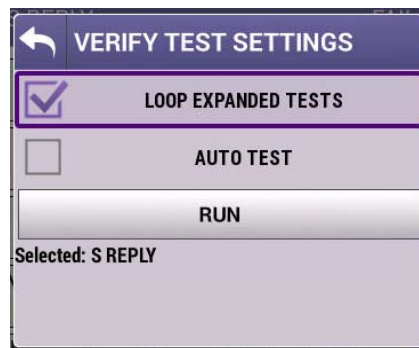 VERIFY TEST SETTINGS
LOOP EXPANDED TESTS
AUTO TEST
RUN
Selected: S REPLY